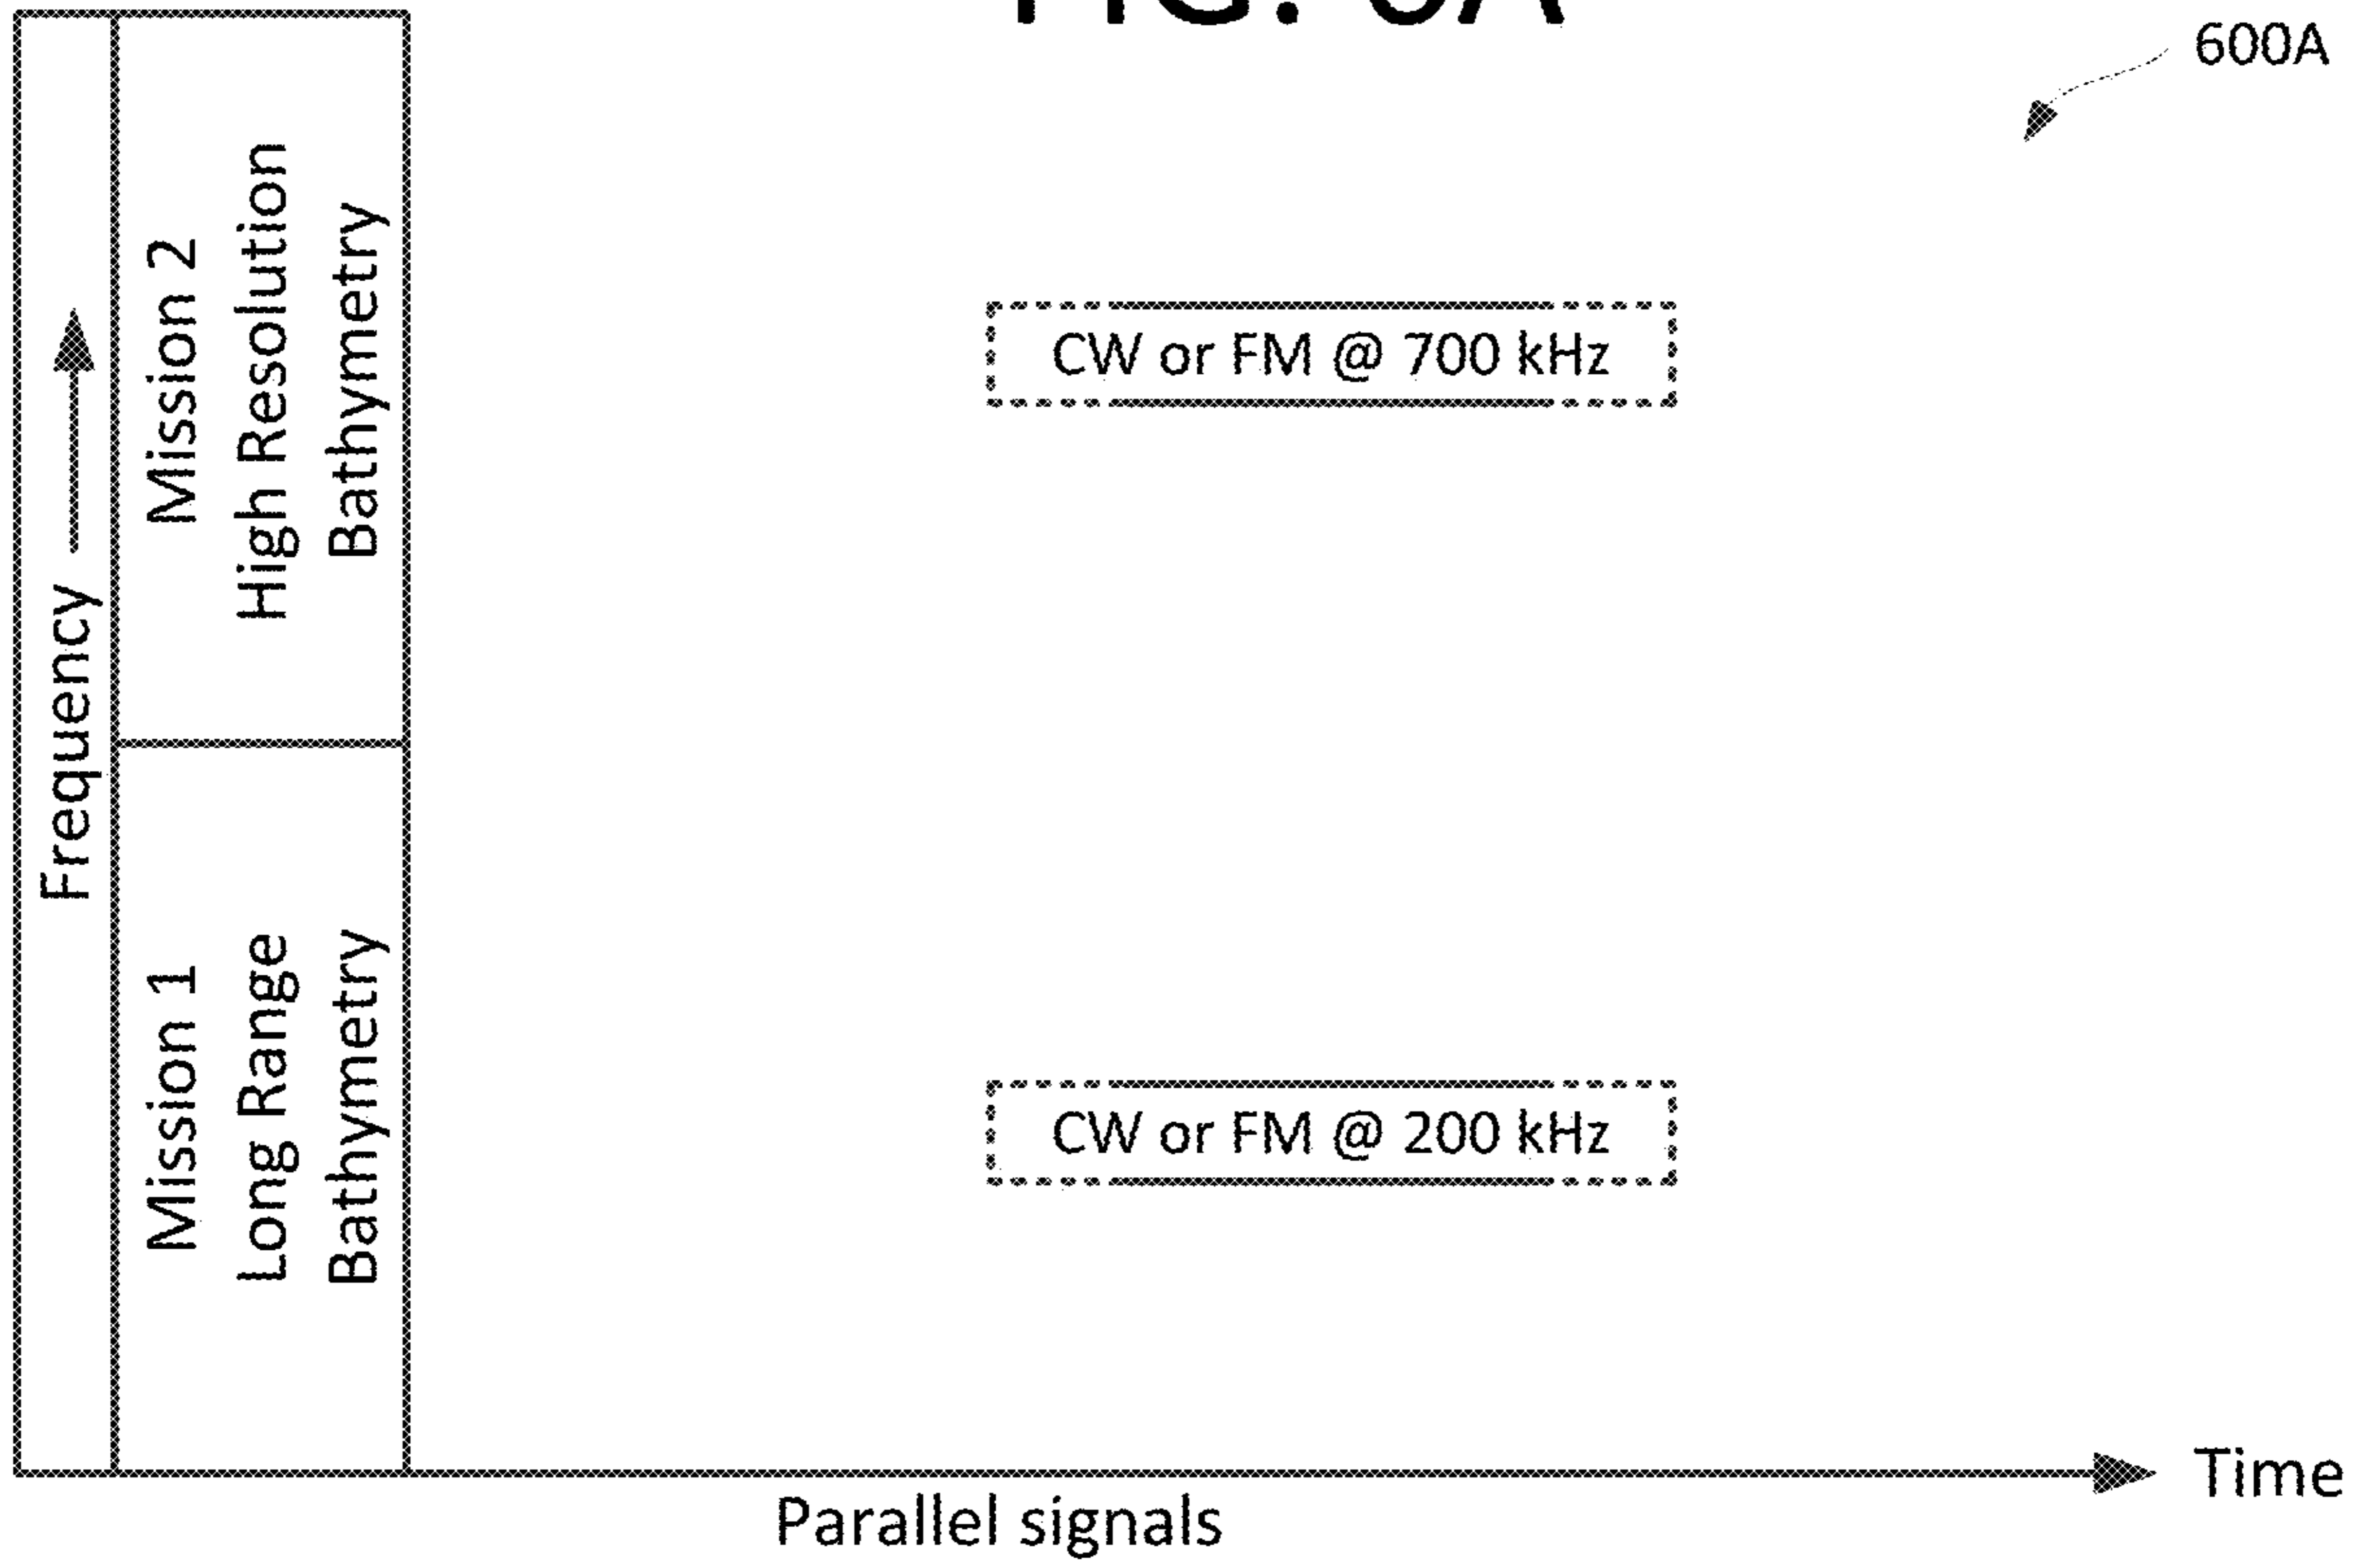 600A
Frequency
Mission 2
High Resolution
Bathymetry
CW or FM @ 700 kHz
Mission 1
Long Range
Bathymetry
CW or FM @ 200 kHz
Time
Parallel signals